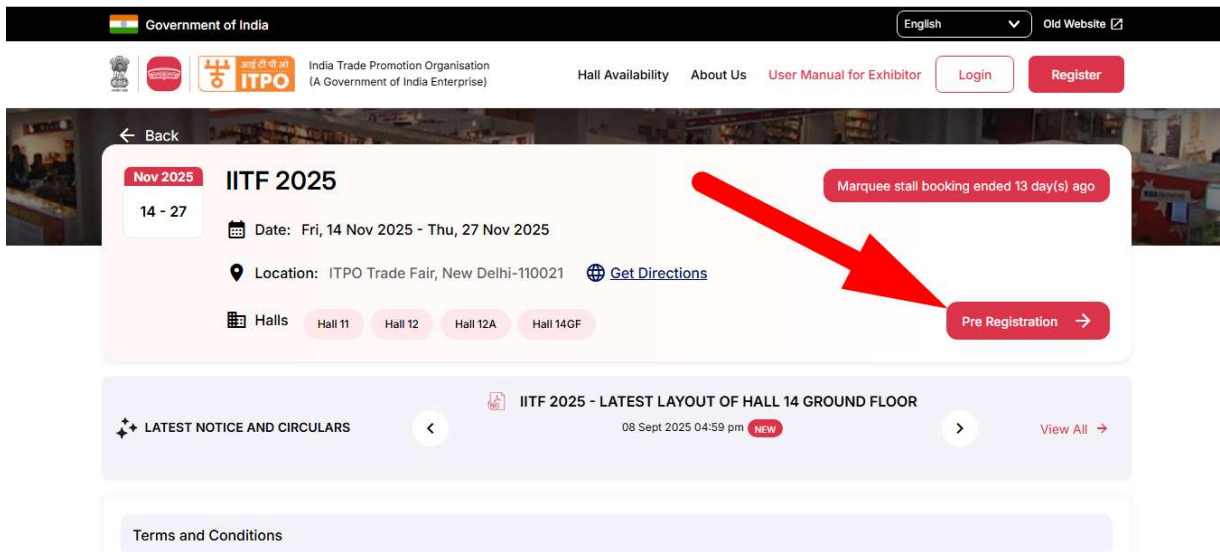 Government of India
English
Old Website
आई टी पी ओ
ITPO
India Trade Promotion Organisation
(A Government of India Enterprise)
Hall Availability
About Us
User Manual for Exhibitor
Login
Register
Back
Nov 2025
14 - 27
IITF 2025
Marquee stall booking ended 13 day(s) ago
Date: Fri, 14 Nov 2025 - Thu, 27 Nov 2025
Location: ITPO Trade Fair, New Delhi-110021
Get Directions
Halls
Hall 11
Hall 12
Hall 12A
Hall 14GF
Pre Registration
LATEST NOTICE AND CIRCULARS
IITF 2025 - LATEST LAYOUT OF HALL 14 GROUND FLOOR
08 Sept 2025 04:59 pm NEW
View All
Terms and Conditions